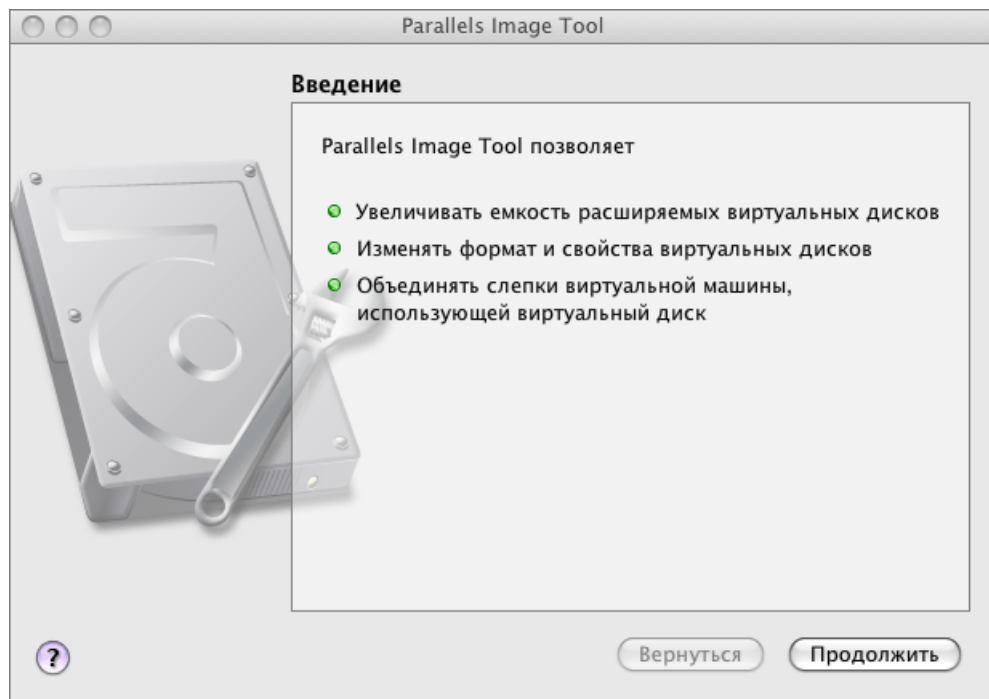 Parallels Image Tool
Введение
Parallels Image Tool позволяет
Увеличивать емкость расширяемых виртуальных дисков
Изменять формат и свойства виртуальных дисков
Объединять слепки виртуальной машины,
использующей виртуальный диск
?
Вернуться
Продолжить